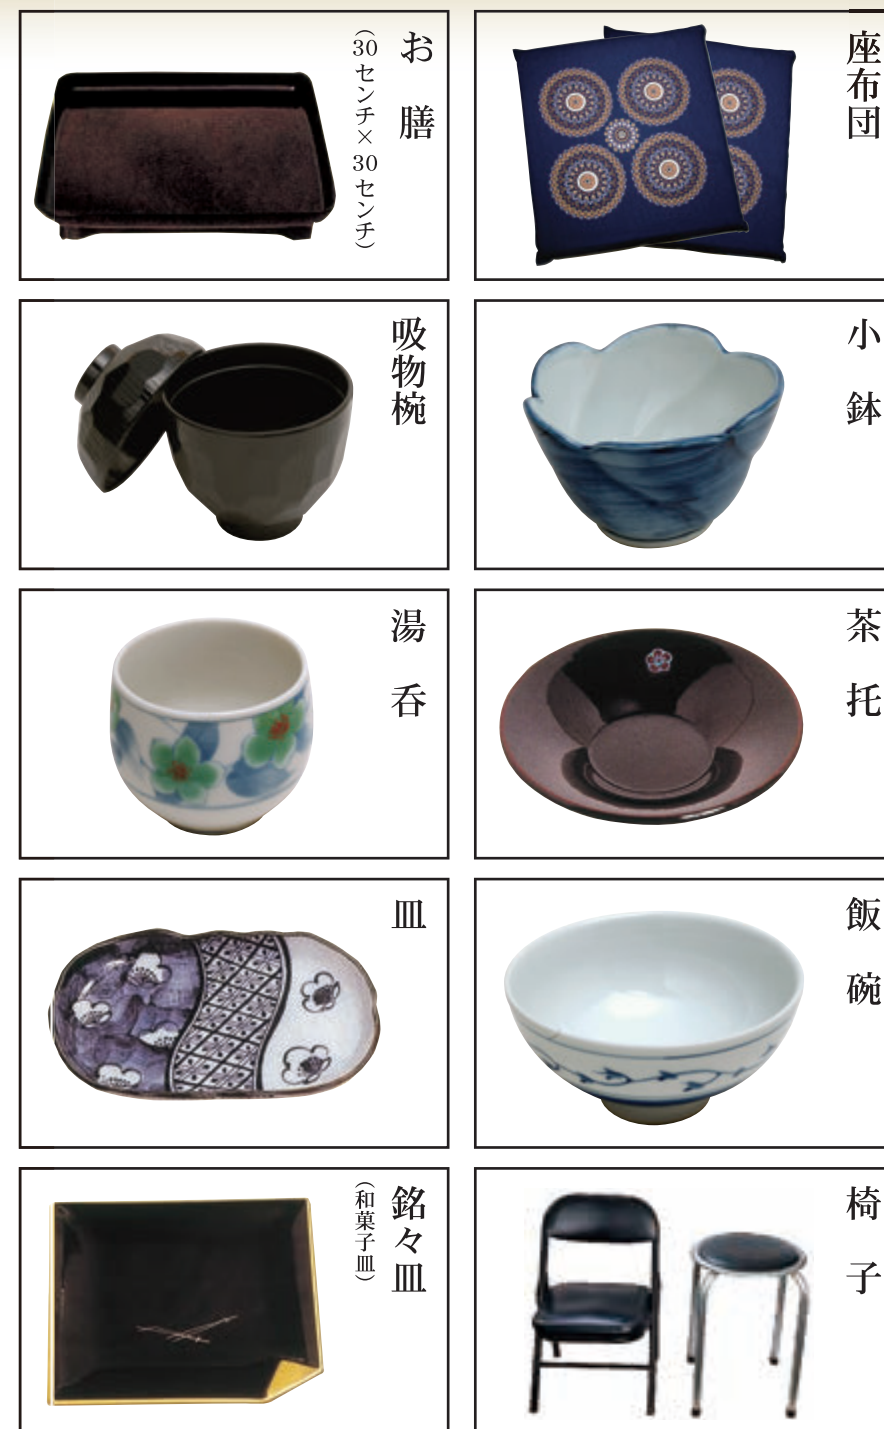 座布団
お膳
（30センチ×30センチ）
小鉢
吸物椀
茶托
湯呑
飯碗
皿
椅子
銘々皿
（和菓子皿）